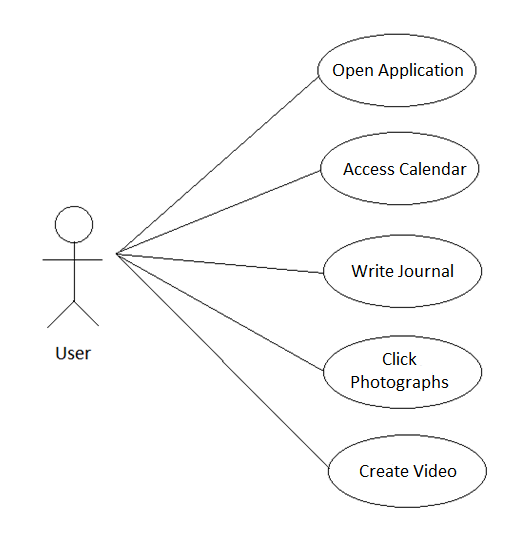 Open Application
Access Calendar
Write Journal
User
Click
Photographs
Create Video